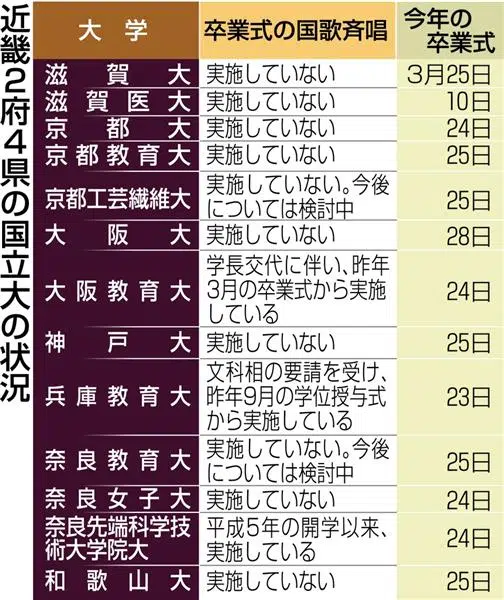 近畿2府4県の国立大の状況
大学 卒業式の国歌斉唱 今年の
卒業式
滋賀大 実施していない 3月25日
滋賀医大 実施していない 10日
京都大 実施していない 24日
京都教育大 実施していない 25日
京都工芸繊維大 実施していない。今後
については検討中 25日
大阪大 実施していない 28日
大阪教育大 学長交代に伴い、昨年
3月の卒業式から実施
している 24日
神戸大 実施していない 25日
兵庫教育大 文科相の要請を受け、
昨年9月の学位授与式
から実施している 23日
奈良教育大 実施していない。今後
については検討中 25日
奈良女子大 実施していない 24日
奈良先端科学技 平成5年の開学以来、
術大学院大 実施している 24日
和歌山大 実施していない 25日